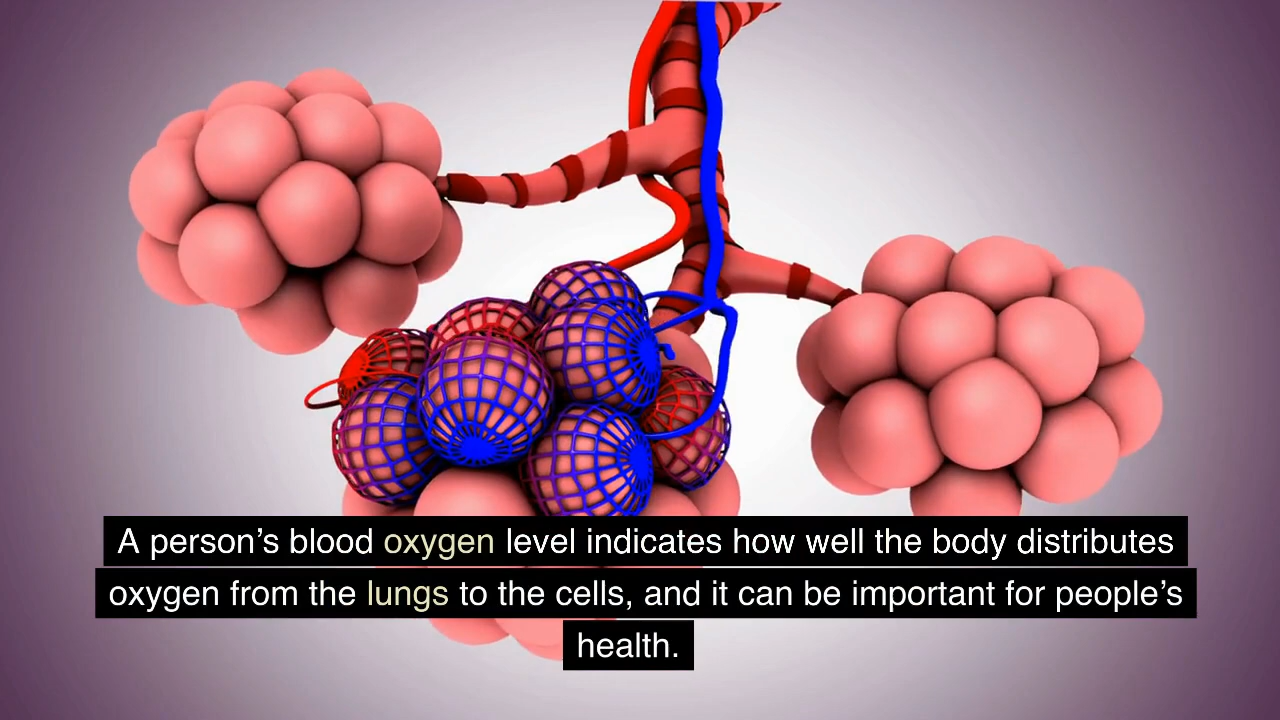 A person’s blood oxygen level indicates how well the body distributes
oxygen from the lungs to the cells, and it can be important for people’s
health.